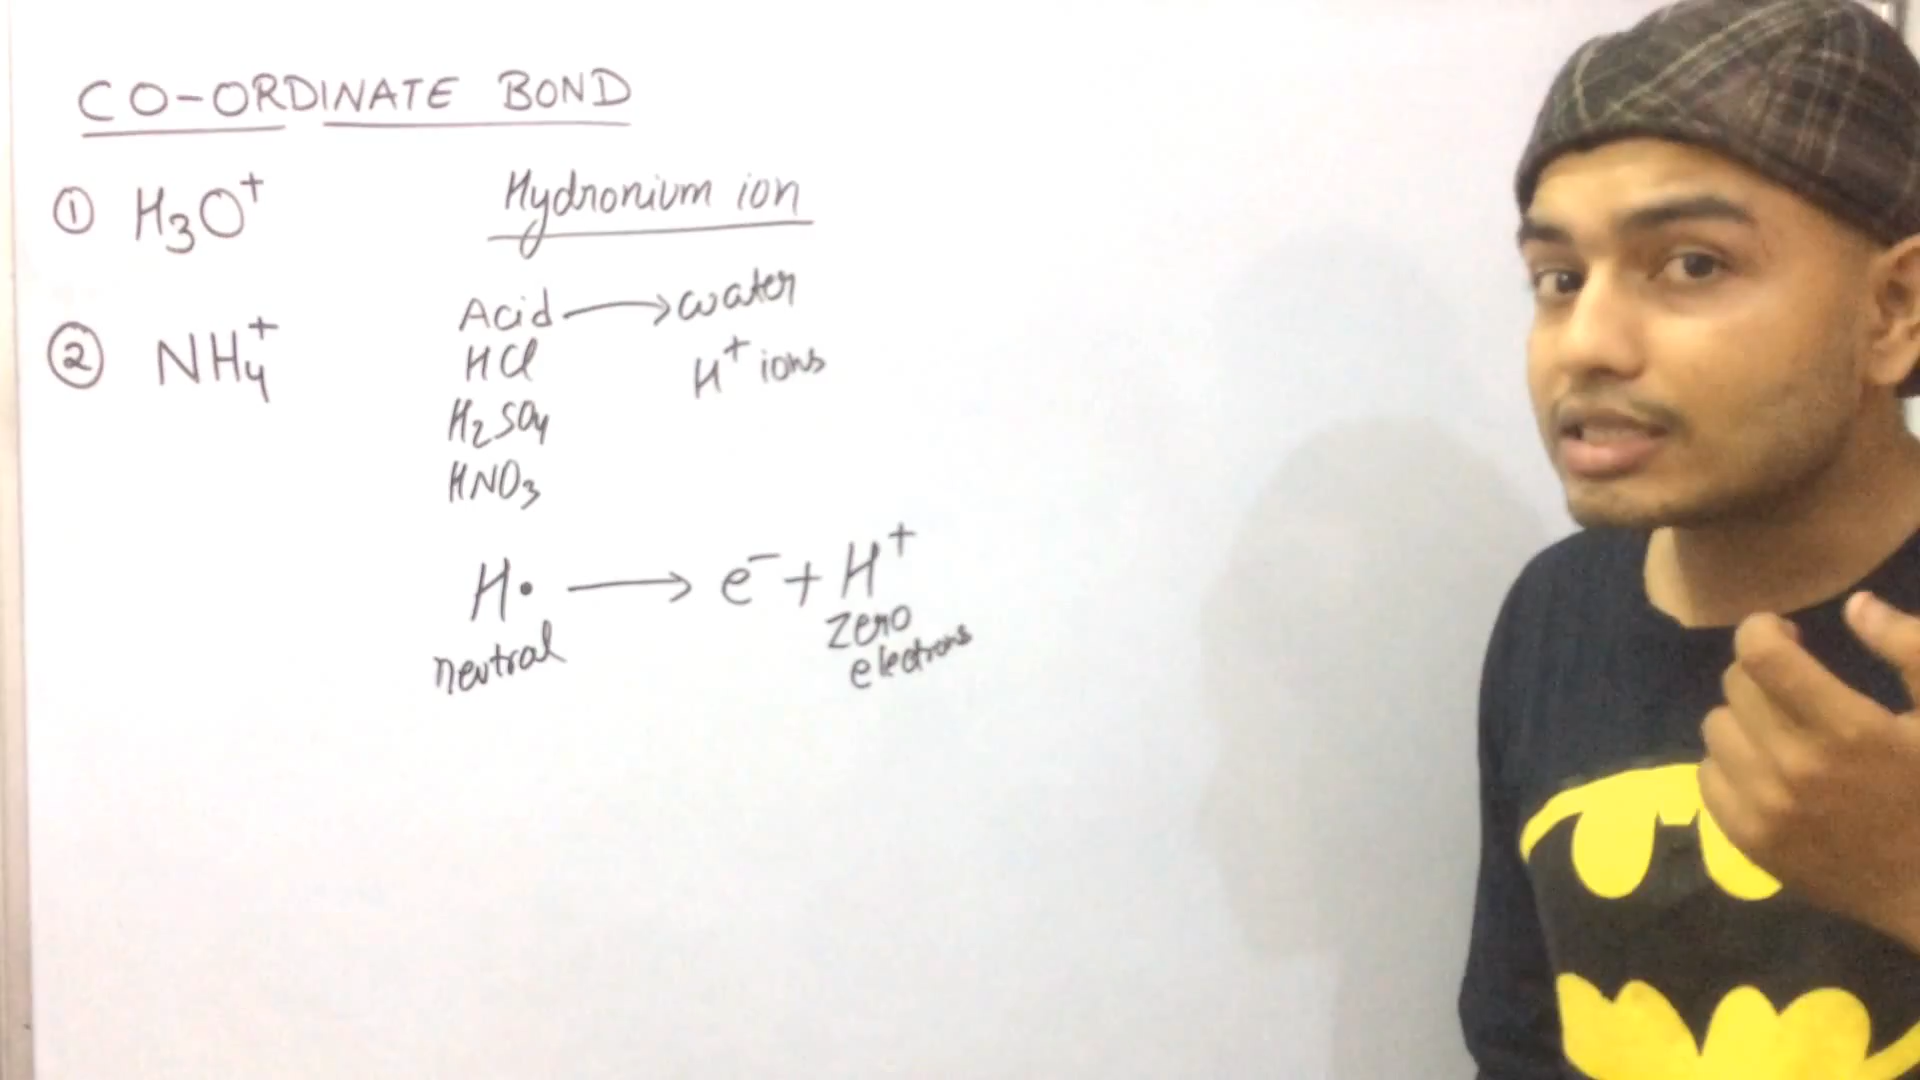 CO-ORDINATE BOND
① H₃O⁺
② NH₄⁺
Hydronium ion
Acid → water
HCl
H⁺ ions
H₂SO₄
HNO₃
H• → e⁻ + H⁺
neutral
zero
electrons